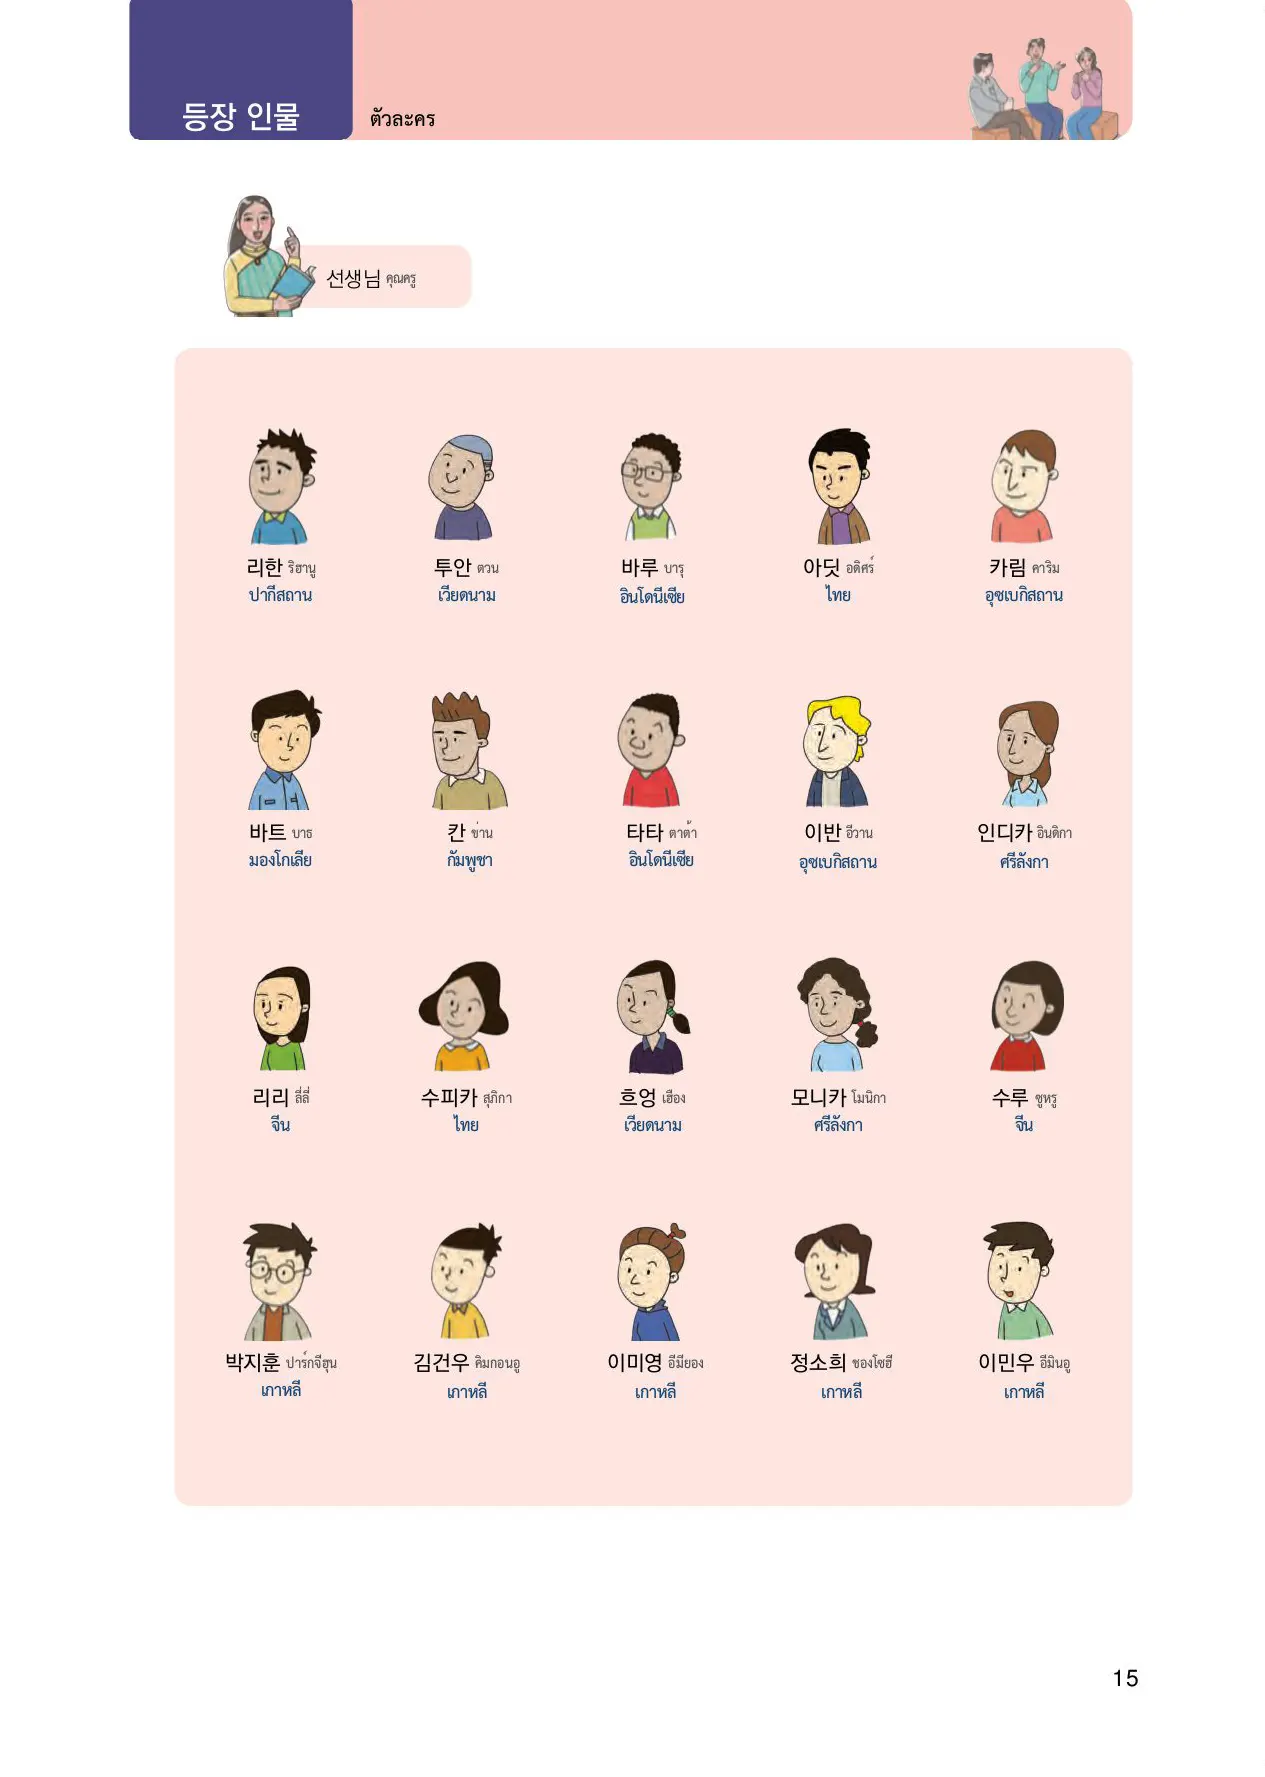 등장 인물 ตัวละคร
선생님 คุณครู
리한 ริฮานู 투안 ตวน 바루 บารุ 아딧 อดิศร์ 카림 คาริม
ปากีสถาน เวียดนาม อินโดนีเซีย ไทย อุซเบกิสถาน
바트 บาธ 칸 ข่าน 타타 ตาต้า 이반 อีวาน 인디카 อินดิกา
มองโกเลีย กัมพูชา อินโดนีเซีย อุซเบกิสถาน ศรีลังกา
리리 ลี่ลี่ 수피카 สุภิกา 흐엉 เฮือง 모니카 โมนิกา 수루 ซูหรู
จีน ไทย เวียดนาม ศรีลังกา จีน
박지훈 ปาร์กจีฮุน 김건우 คิมกอนอู 이미영 อีมียอง 정소희 ชองโซฮี 이민우 อีมินอู
เกาหลี เกาหลี เกาหลี เกาหลี เกาหลี
15